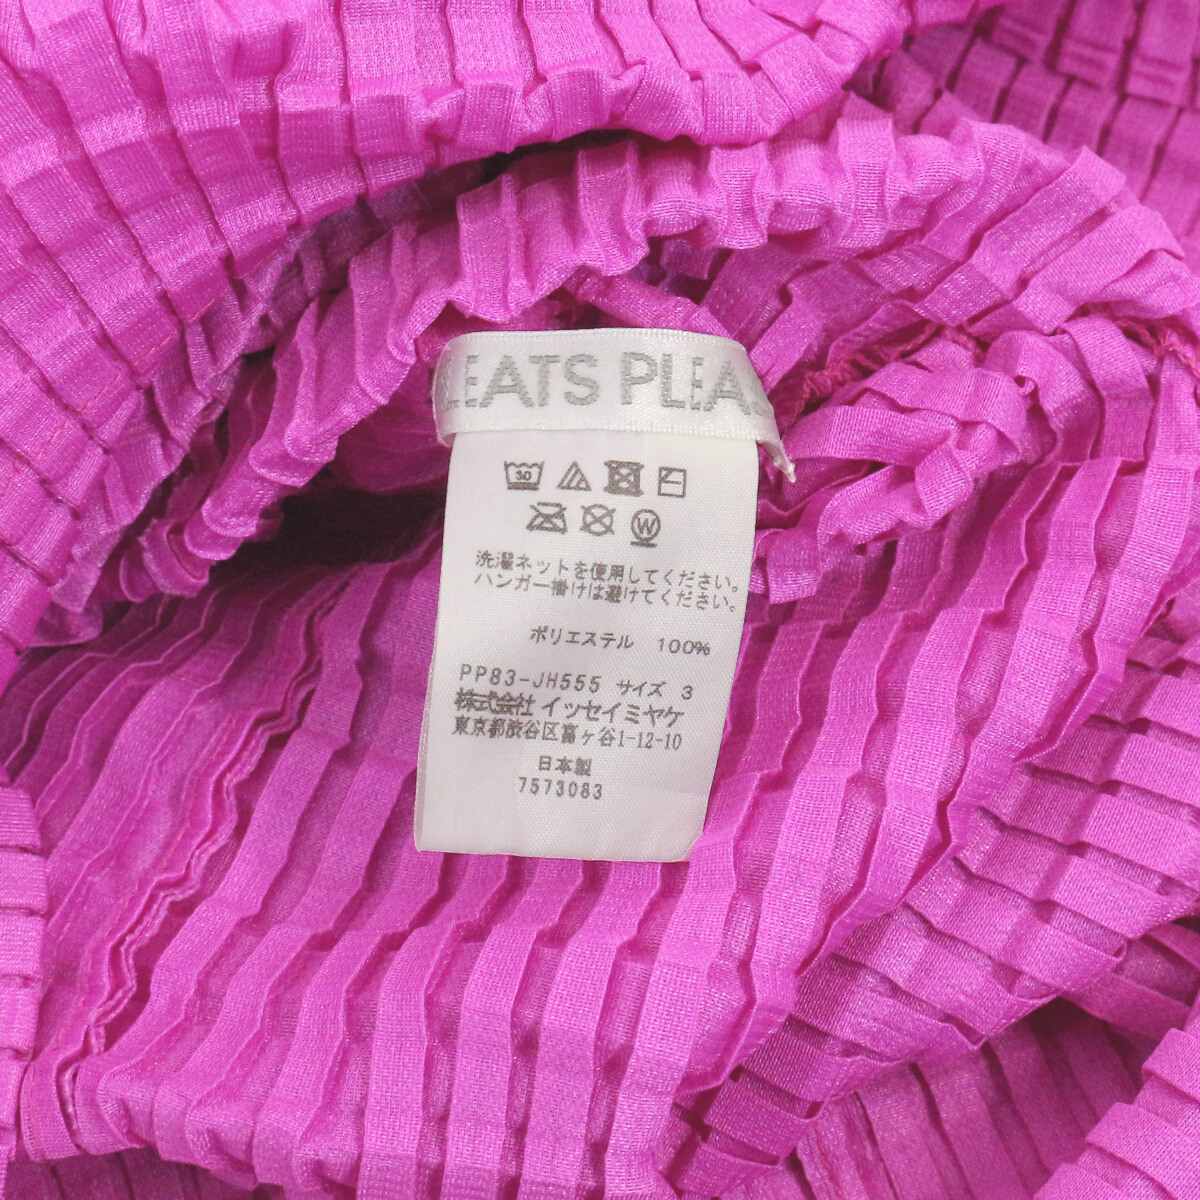 LEATS PLEAS
30
W
洗濯ネットを使用してください。
ハンガー掛けは避けてください。
ポリエステル 100%
PP83-JH555 サイズ 3
株式会社 イッセイミヤケ
東京都渋谷区富ヶ谷1-12-10
日本製
7573083